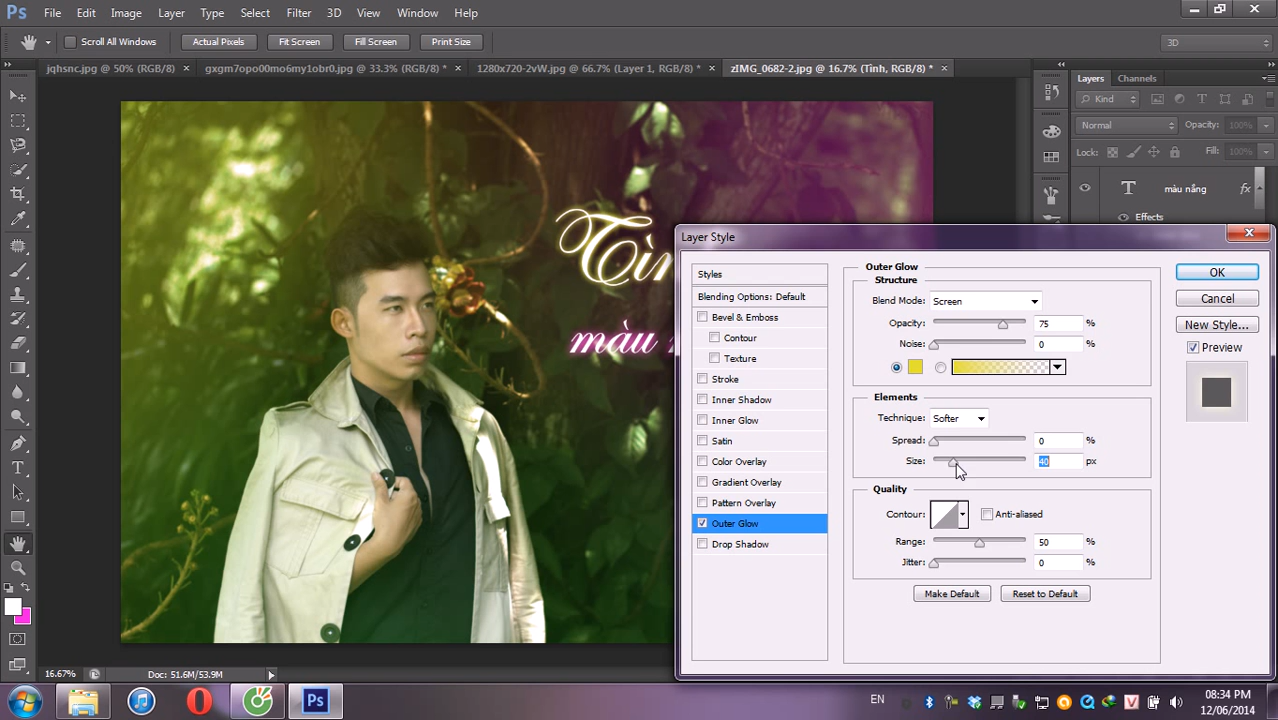 Ps File Edit Image Layer Type Select Filter 3D View Window Help
Scroll All Windows Actual Pixels Fit Screen Fill Screen Print Size 3D
jqhsnc.jpg @ 50% (RGB/8) × gxgm7opo00mo6my1obr0.jpg @ 33.3% (RGB/8) * × 1280x720-2vW.jpg @ 66.7% (Layer 1, RGB/8) * × zIMG_0682-2.jpg @ 16.7% (Tình, RGB/8) * ×
Layers Channels
Kind
Normal Opacity: 100%
Lock: Fill: 100%
T màu nắng fx
Effects
Tìn
màu n
Layer Style
Styles
Blending Options: Default
Bevel & Emboss
Contour
Texture
Stroke
Inner Shadow
Inner Glow
Satin
Color Overlay
Gradient Overlay
Pattern Overlay
Outer Glow
Drop Shadow
Outer Glow
Structure
Blend Mode: Screen
Opacity: 75 %
Noise: 0 %
Elements
Technique: Softer
Spread: 0 %
Size: 40 px
Quality
Contour: Anti-aliased
Range: 50 %
Jitter: 0 %
Make Default Reset to Default
OK
Cancel
New Style...
Preview
16.67% Doc: 51.6M/53.9M
Ps EN 08:34 PM
12/06/2014